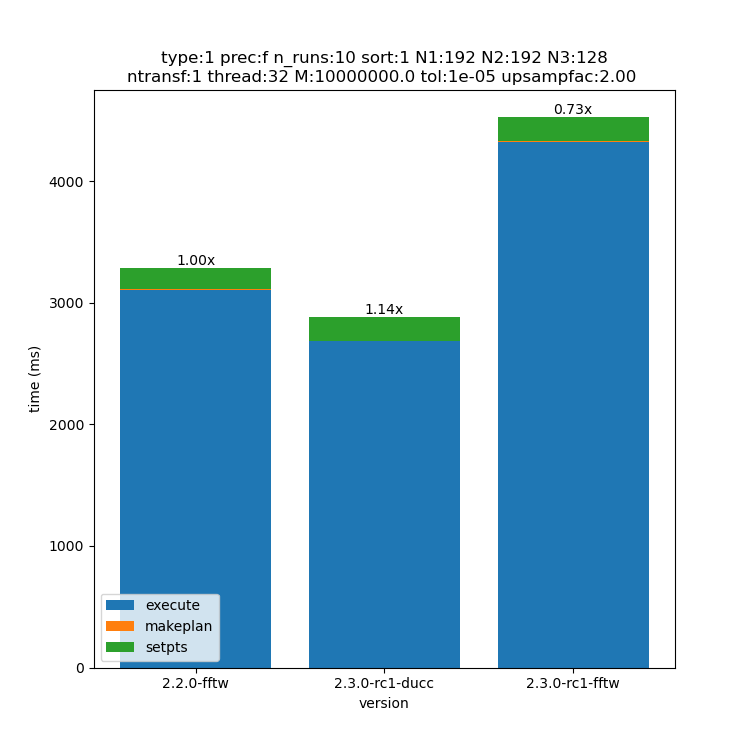 type:1 prec:f n_runs:10 sort:1 N1:192 N2:192 N3:128
ntransf:1 thread:32 M:10000000.0 tol:1e-05 upsampfac:2.00
0.73x
4000
1.00x
3000
1.14x
time (ms)
2000
1000
execute
makeplan
setpts
0
2.2.0-fftw
2.3.0-rc1-ducc
2.3.0-rc1-fftw
version